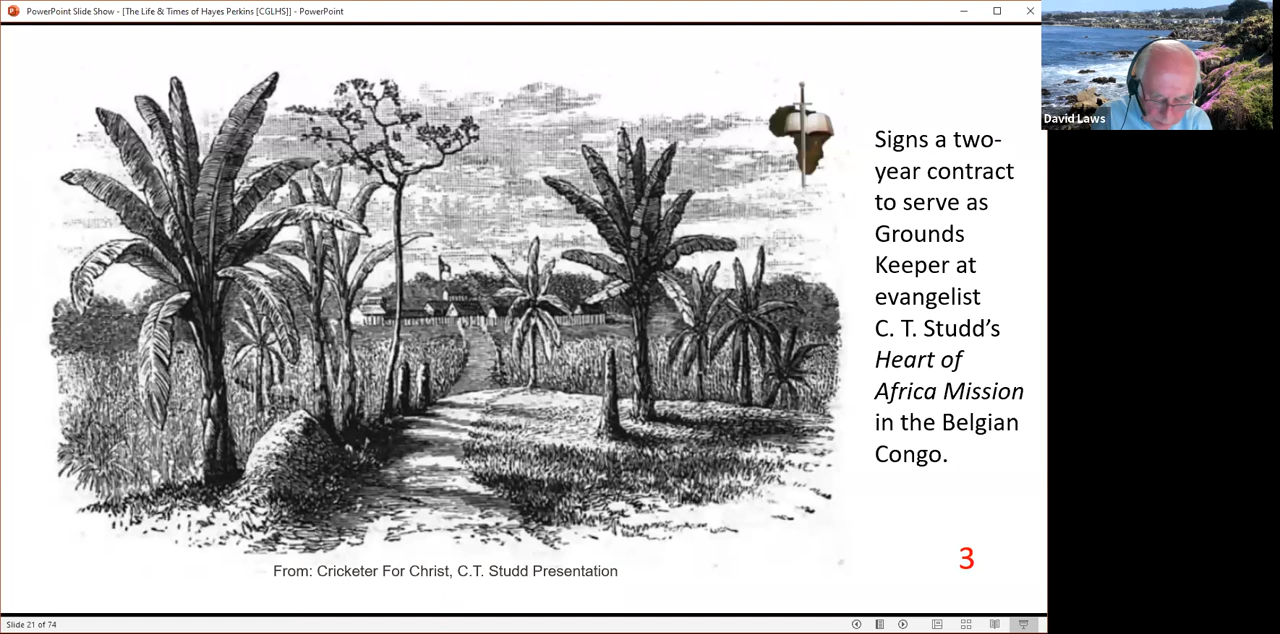 PowerPoint Slide Show - [The Life & Times of Hayes Perkins [CGLHS]] - PowerPoint
David Laws
Signs a two-
year contract
to serve as
Grounds
Keeper at
evangelist
C. T. Studd’s
Heart of
Africa Mission
in the Belgian
Congo.
3
From: Cricketer For Christ, C.T. Studd Presentation
Slide 21 of 74